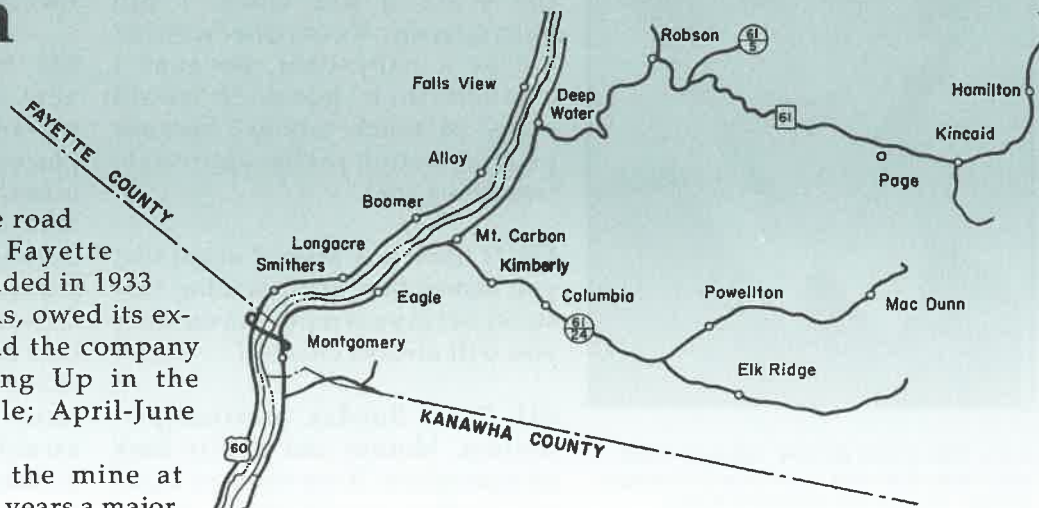 n
e road
Fayette
ded in 1933
s, owed its ex-
d the company
ng Up in the
le; April-June
the mine at
years a major
FAYETTE COUNTY
Falls View
Deep
Water
Robson
61
5
Hamilton
61
Kincaid
Page
Alloy
Boomer
Longacre
Smithers
Mt. Carbon
Kimberly
Eagle
Columbia
61
24
Powellton
Mac Dunn
Montgomery
Elk Ridge
KANAWHA COUNTY
60